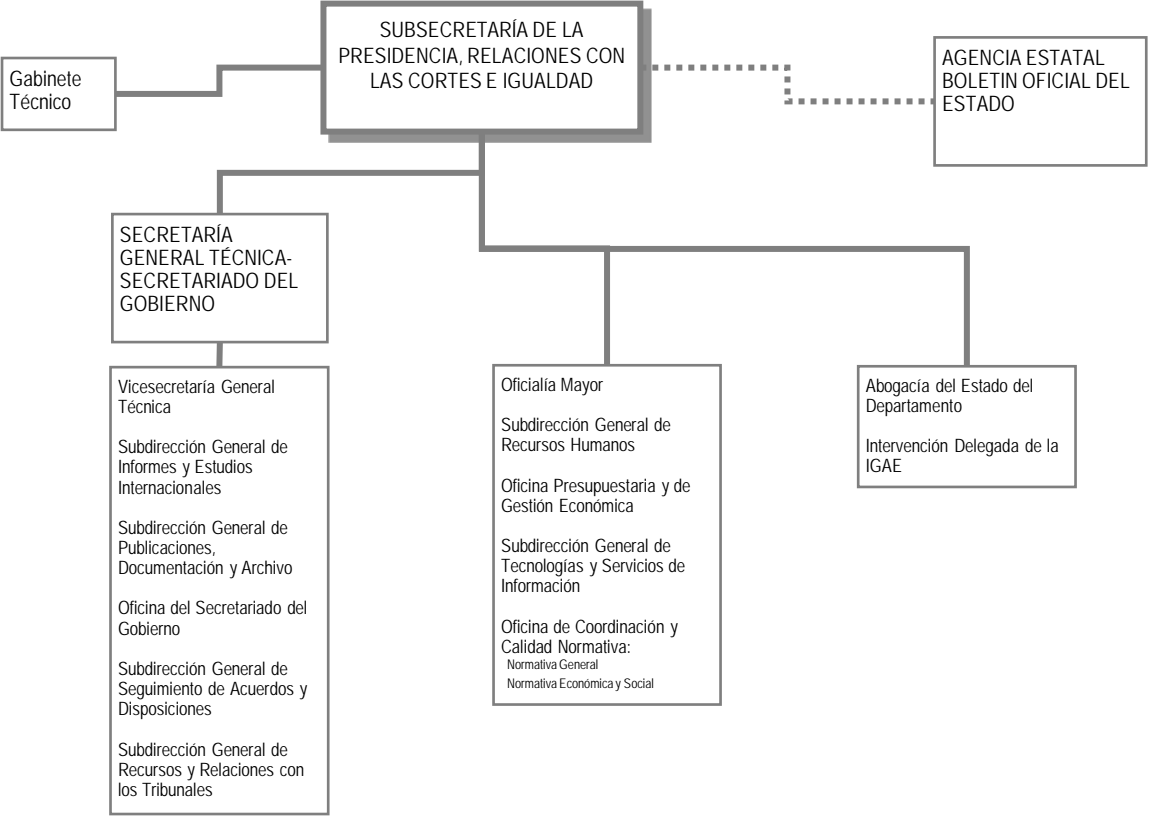 SUBSECRETARÍA DE LA
PRESIDENCIA, RELACIONES CON
LAS CORTES E IGUALDAD
Gabinete
Técnico
AGENCIA ESTATAL
BOLETIN OFICIAL DEL
ESTADO
SECRETARÍA
GENERAL TÉCNICA-
SECRETARIADO DEL
GOBIERNO
Vicesecretaría General
Técnica
Subdirección General de
Informes y Estudios
Internacionales
Subdirección General de
Publicaciones,
Documentación y Archivo
Oficina del Secretariado del
Gobierno
Subdirección General de
Seguimiento de Acuerdos y
Disposiciones
Subdirección General de
Recursos y Relaciones con
los Tribunales
Oficialía Mayor
Subdirección General de
Recursos Humanos
Oficina Presupuestaria y de
Gestión Económica
Subdirección General de
Tecnologías y Servicios de
Información
Oficina de Coordinación y
Calidad Normativa:
Normativa General
Normativa Económica y Social
Abogacía del Estado del
Departamento
Intervención Delegada de la
IGAE